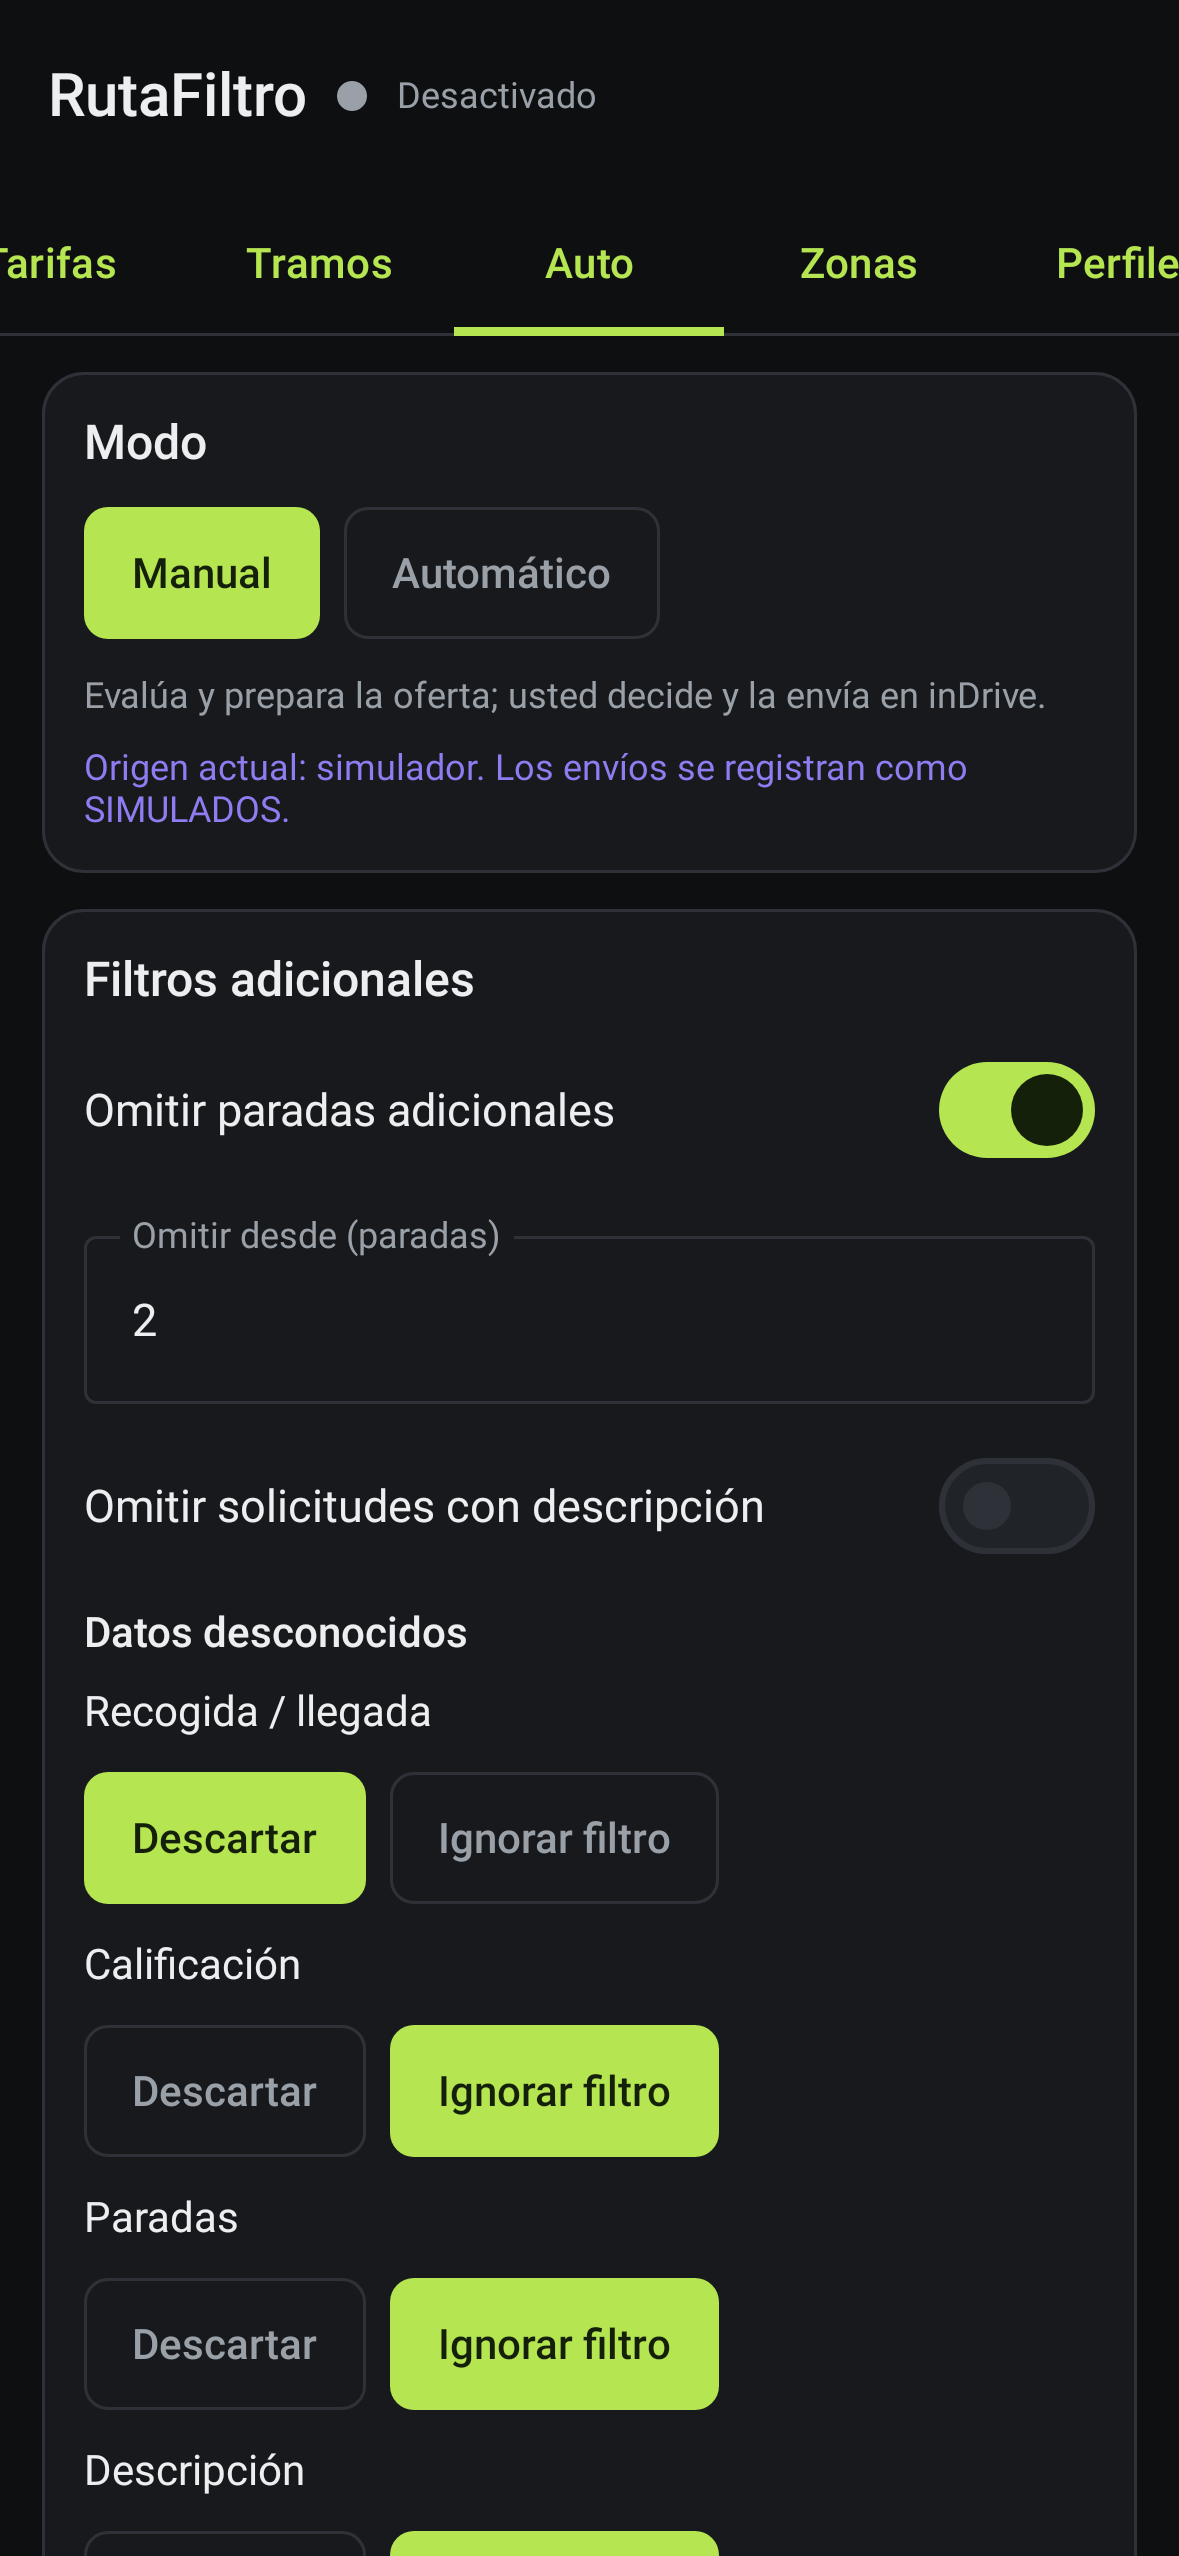 RutaFiltro
Desactivado
Tarifas
Tramos
Auto
Zonas
Perfile
Modo
Manual
Automático
Evalúa y prepara la oferta; usted decide y la envía en inDrive.
Origen actual: simulador. Los envíos se registran como
SIMULADOS.
Filtros adicionales
Omitir paradas adicionales
Omitir desde (paradas)
2
Omitir solicitudes con descripción
Datos desconocidos
Recogida / llegada
Descartar
Ignorar filtro
Calificación
Descartar
Ignorar filtro
Paradas
Descartar
Ignorar filtro
Descripción